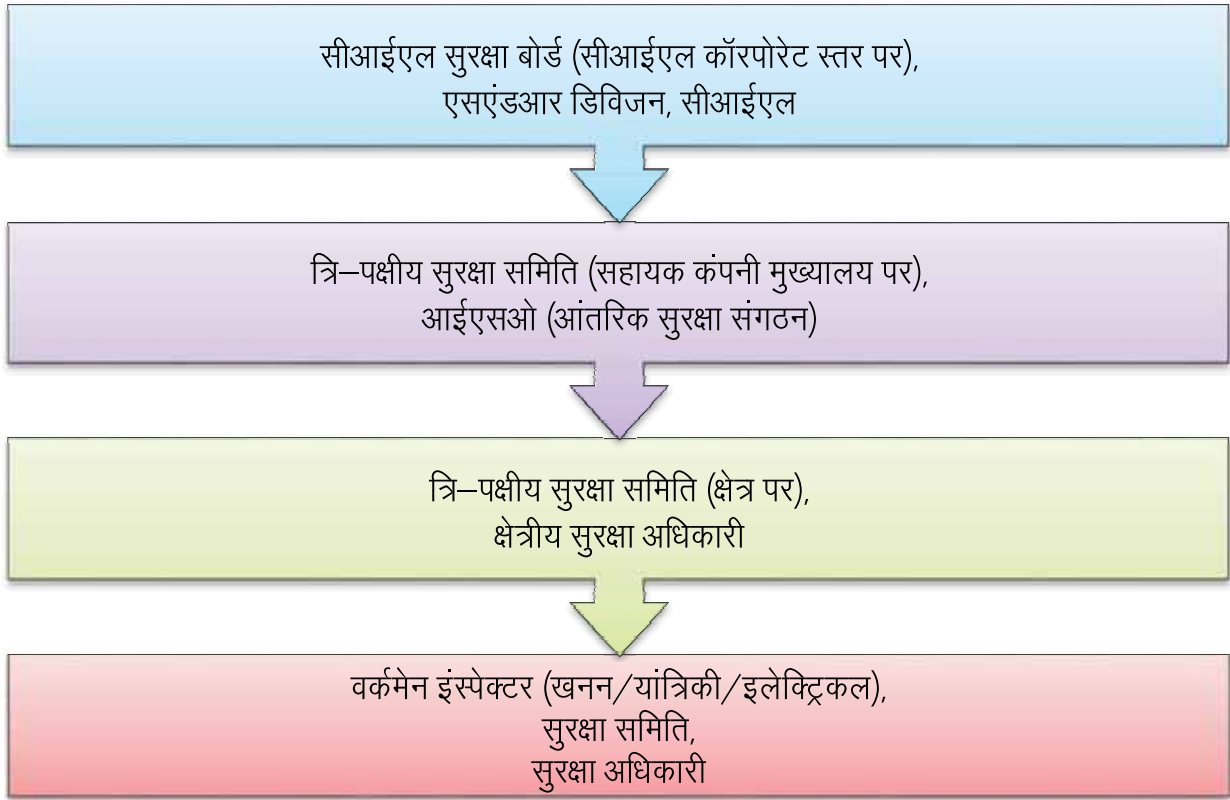 सीआईएल सुरक्षा बोर्ड (सीआईएल कॉरपोरेट स्तर पर),
एसएंडआर डिविजन, सीआईएल
त्रि–पक्षीय सुरक्षा समिति (सहायक कंपनी मुख्यालय पर),
आईएसओ (आंतरिक सुरक्षा संगठन)
त्रि–पक्षीय सुरक्षा समिति (क्षेत्र पर),
क्षेत्रीय सुरक्षा अधिकारी
वर्कमेन इंस्पेक्टर (खनन/यांत्रिकी/इलेक्ट्रिकल),
सुरक्षा समिति,
सुरक्षा अधिकारी